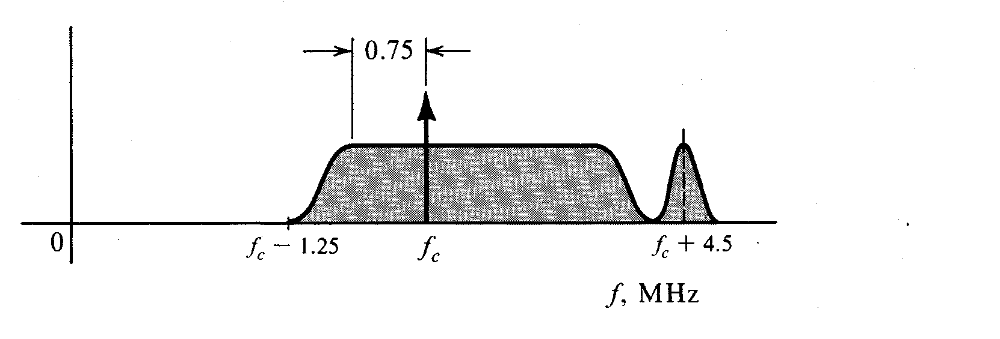 0.75
0
f_c − 1.25
f_c
f_c + 4.5
f, MHz